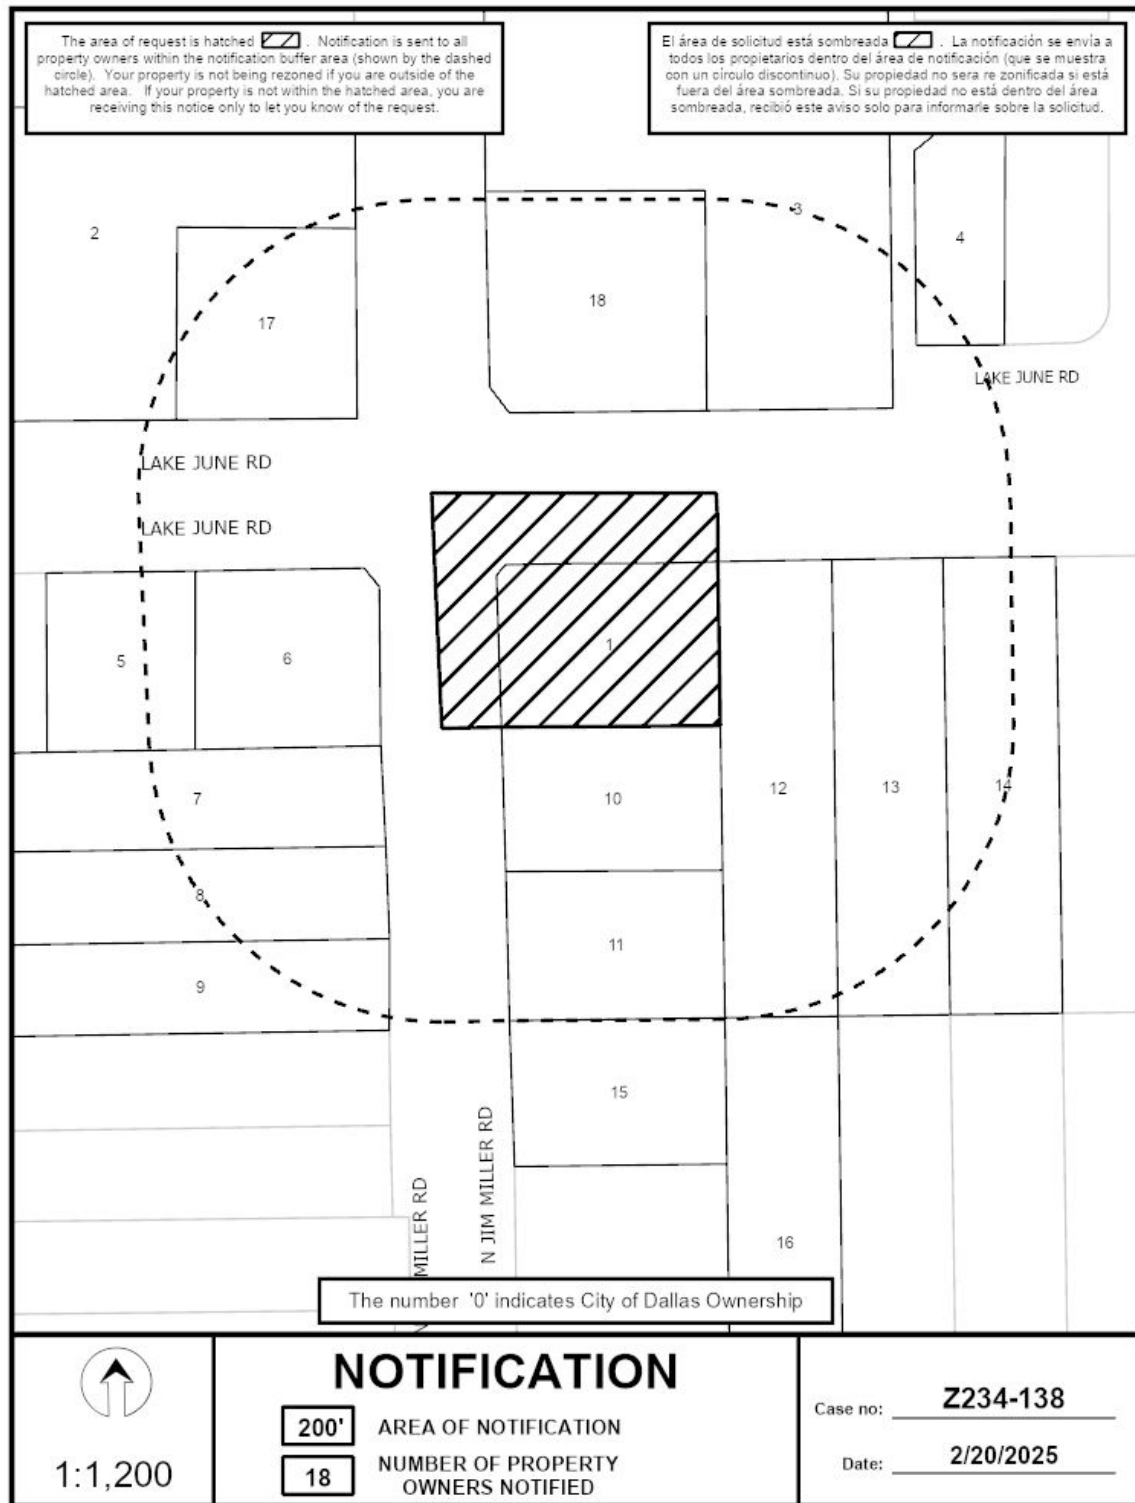 The area of request is hatched . Notification is sent to all
property owners within the notification buffer area (shown by the dashed
circle). Your property is not being rezoned if you are outside of the
hatched area. If your property is not within the hatched area, you are
receiving this notice only to let you know of the request.
El área de solicitud está sombreada . La notificación se envía a
todos los propietarios dentro del área de notificación (que se muestra
con un círculo discontinuo). Su propiedad no sera re zonificada si está
fuera del área sombreada. Si su propiedad no está dentro del área
sombreada, recibió este aviso solo para informarle sobre la solicitud.
2
3
4
17
18
LAKE JUNE RD
LAKE JUNE RD
LAKE JUNE RD
1
5
6
7
10
12
13
14
8
11
9
15
N JIM MILLER RD
MILLER RD
16
The number '0' indicates City of Dallas Ownership
1:1,200
NOTIFICATION
200' AREA OF NOTIFICATION
18 NUMBER OF PROPERTY
OWNERS NOTIFIED
Case no: Z234-138
Date: 2/20/2025